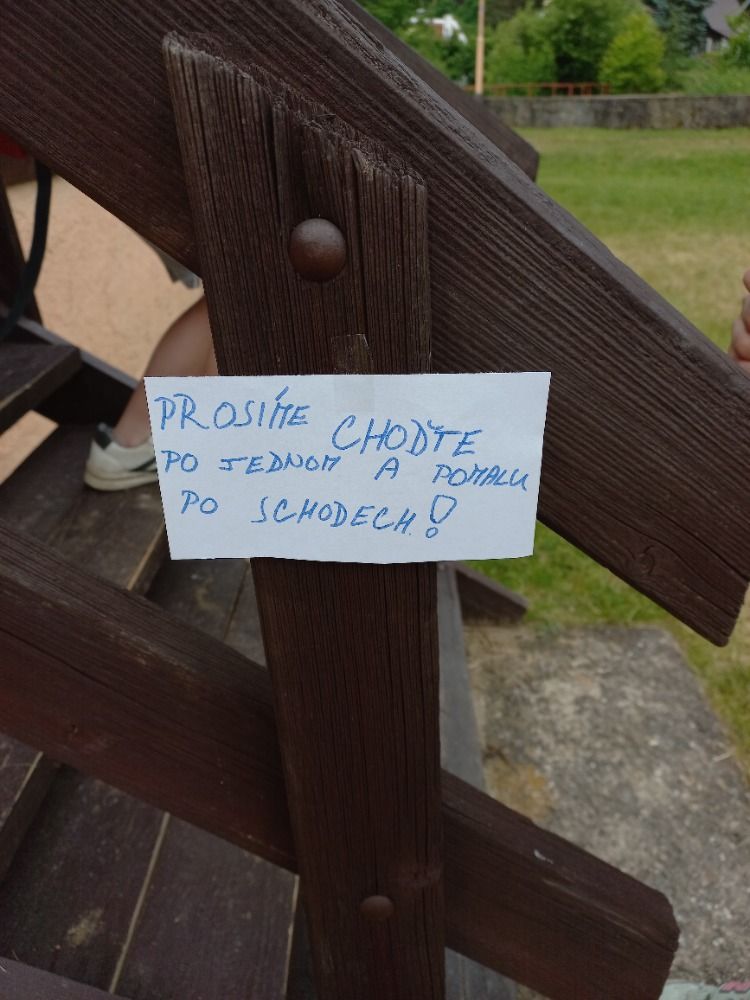 PROSÍME CHOĎTE
PO JEDNOM A POMALU
PO SCHODECH!